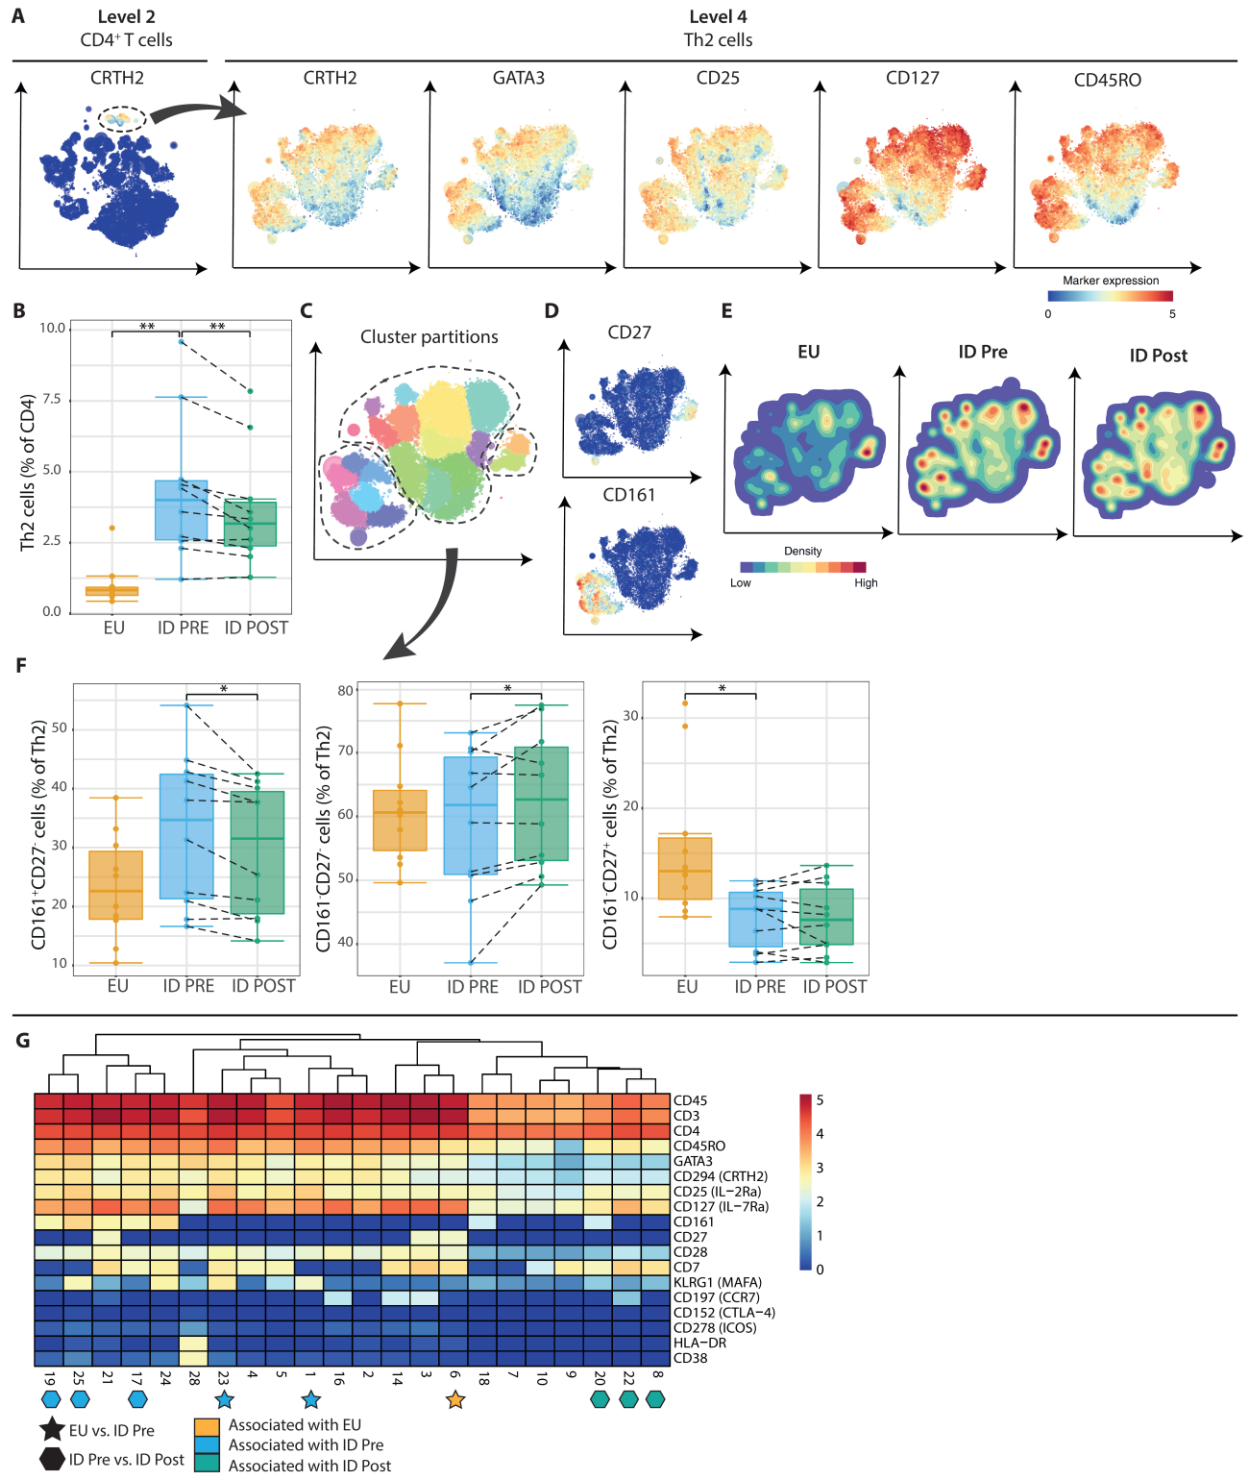 A
Level 2
CD4⁺ T cells
Level 4
Th2 cells
CRTH2
CRTH2
GATA3
CD25
CD127
CD45RO
Marker expression
0 5
B
Th2 cells (% of CD4)
10.0
7.5
5.0
2.5
0.0
** **
EU ID PRE ID POST
C
Cluster partitions
D
CD27
CD161
E
EU
ID Pre
ID Post
Density
Low High
F
CD161⁺CD27⁻ cells (% of Th2)
50
40
30
20
10
*
EU ID PRE ID POST
CD161⁻CD27⁻ cells (% of Th2)
80
70
60
50
40
*
EU ID PRE ID POST
CD161⁻CD27⁺ cells (% of Th2)
30
20
10
*
EU ID PRE ID POST
G
CD45
CD3
CD4
CD45RO
GATA3
CD294 (CRTH2)
CD25 (IL−2Ra)
CD127 (IL−7Ra)
CD161
CD27
CD28
CD7
KLRG1 (MAFA)
CD197 (CCR7)
CD152 (CTLA−4)
CD278 (ICOS)
HLA−DR
CD38
5
4
3
2
1
0
19 25 21 17 24 28 23 4 5 1 16 2 14 3 6 18 7 10 9 20 22 8
EU vs. ID Pre
ID Pre vs. ID Post
Associated with EU
Associated with ID Pre
Associated with ID Post